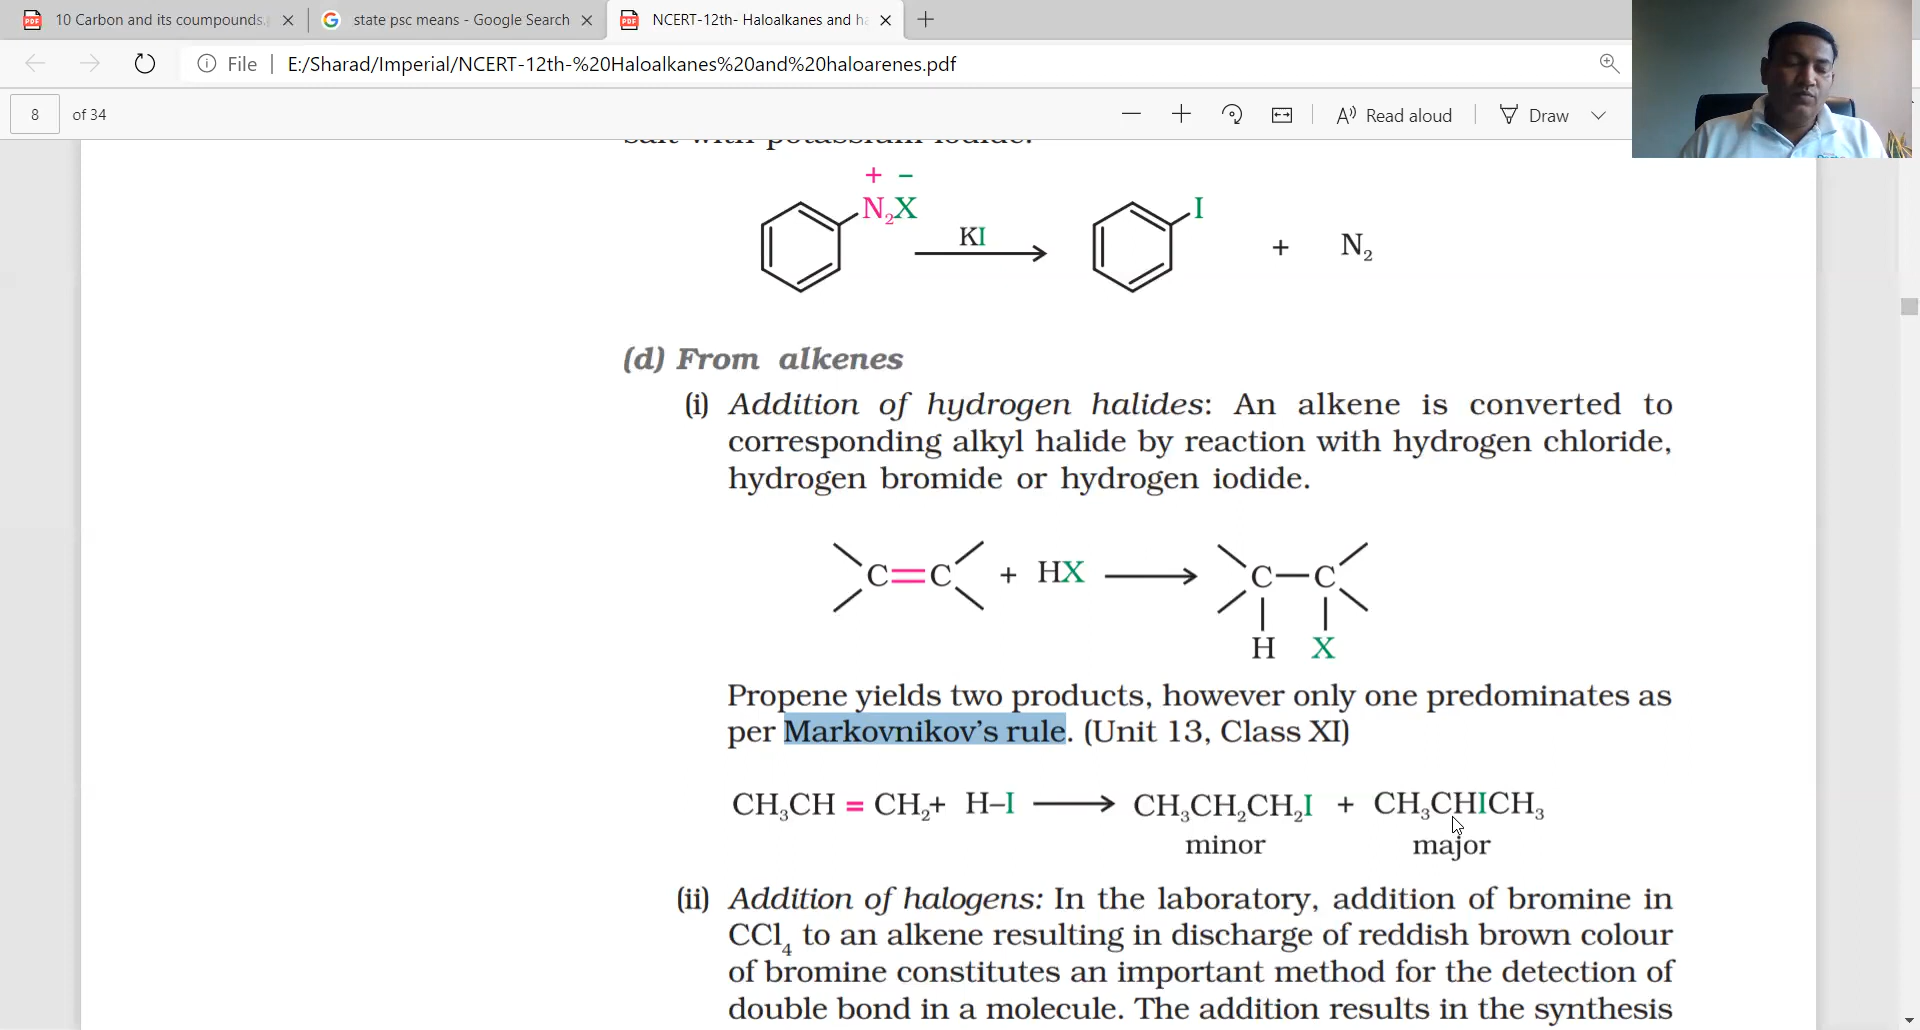 10 Carbon and its coumpounds.
state psc means - Google Search
NCERT-12th- Haloalkanes and ha
File
E:/Sharad/Imperial/NCERT-12th-%20Haloalkanes%20and%20haloarenes.pdf
8 of 34
Read aloud
Draw
salt with potassium iodide.
+ −
N₂X
KI
I
+ N₂
(d) From alkenes
(i) Addition of hydrogen halides: An alkene is converted to
corresponding alkyl halide by reaction with hydrogen chloride,
hydrogen bromide or hydrogen iodide.
C=C + HX ⟶ C—C
H X
Propene yields two products, however only one predominates as
per Markovnikov's rule. (Unit 13, Class XI)
CH₃CH = CH₂+ H–I ⟶ CH₃CH₂CH₂I + CH₃CHICH₃
minor major
(ii) Addition of halogens: In the laboratory, addition of bromine in
CCl₄ to an alkene resulting in discharge of reddish brown colour
of bromine constitutes an important method for the detection of
double bond in a molecule. The addition results in the synthesis